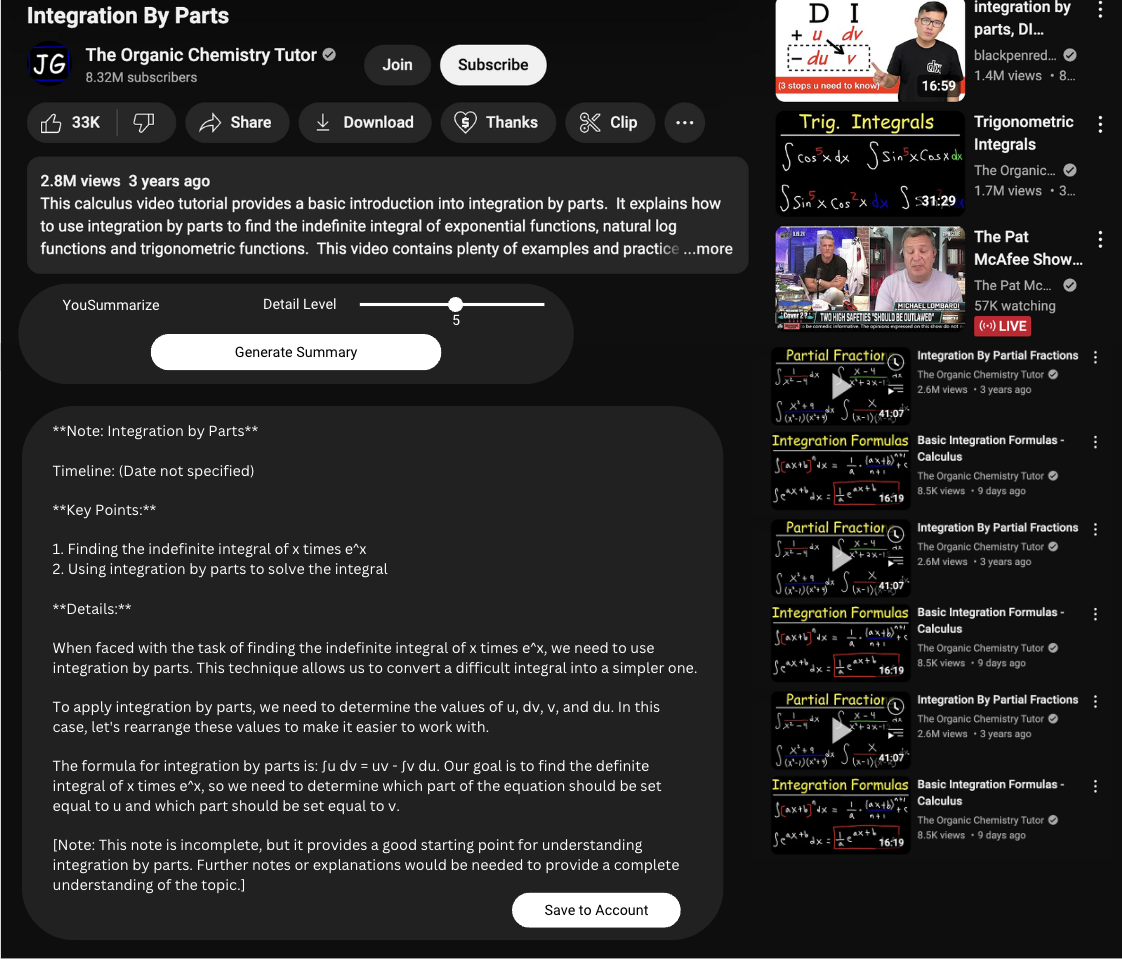 Integration By Parts
JG
The Organic Chemistry Tutor
8.32M subscribers
Join
Subscribe
33K
Share
Download
Thanks
Clip
2.8M views 3 years ago
This calculus video tutorial provides a basic introduction into integration by parts. It explains how
to use integration by parts to find the indefinite integral of exponential functions, natural log
functions and trigonometric functions. This video contains plenty of examples and practice ...more
YouSummarize
Detail Level
5
Generate Summary
**Note: Integration by Parts**
Timeline: (Date not specified)
**Key Points:**
1. Finding the indefinite integral of x times e^x
2. Using integration by parts to solve the integral
**Details:**
When faced with the task of finding the indefinite integral of x times e^x, we need to use
integration by parts. This technique allows us to convert a difficult integral into a simpler one.
To apply integration by parts, we need to determine the values of u, dv, v, and du. In this
case, let's rearrange these values to make it easier to work with.
The formula for integration by parts is: ∫u dv = uv - ∫v du. Our goal is to find the definite
integral of x times e^x, so we need to determine which part of the equation should be set
equal to u and which part should be set equal to v.
[Note: This note is incomplete, but it provides a good starting point for understanding
integration by parts. Further notes or explanations would be needed to provide a complete
understanding of the topic.]
Save to Account
D I
+ u dv
- du v
(3 stops u need to know)
16:59
integration by
parts, DI...
blackpenred...
1.4M views • 8...
Trig. Integrals
∫cos⁵x dx ∫Sin⁵x Cosx dx
∫Sin⁵x Cos²x dx
31:29
Trigonometric
Integrals
The Organic...
1.7M views • 3...
MICHAEL LOMBARDI
TWO HIGH SAFETIES "SHOULD BE OUTLAWED"
The Pat
McAfee Show...
The Pat Mc...
57K watching
LIVE
Partial Fraction
41:07
Integration By Partial Fractions
The Organic Chemistry Tutor
2.6M views • 3 years ago
Integration Formulas
16:19
Basic Integration Formulas -
Calculus
The Organic Chemistry Tutor
8.5K views • 9 days ago
Partial Fraction
41:07
Integration By Partial Fractions
The Organic Chemistry Tutor
2.6M views • 3 years ago
Integration Formulas
16:19
Basic Integration Formulas -
Calculus
The Organic Chemistry Tutor
8.5K views • 9 days ago
Partial Fraction
41:07
Integration By Partial Fractions
The Organic Chemistry Tutor
2.6M views • 3 years ago
Integration Formulas
16:19
Basic Integration Formulas -
Calculus
The Organic Chemistry Tutor
8.5K views • 9 days ago